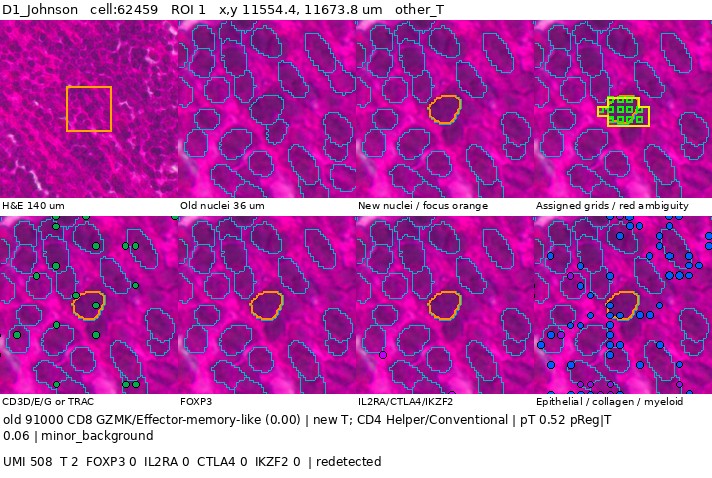 D1_Johnson cell:62459 ROI 1 x,y 11554.4, 11673.8 um other_T
H&E 140 um
Old nuclei 36 um
New nuclei / focus orange
Assigned grids / red ambiguity
CD3D/E/G or TRAC
FOXP3
IL2RA/CTLA4/IKZF2
Epithelial / collagen / myeloid
old 91000 CD8 GZMK/Effector-memory-like (0.00) | new T; CD4 Helper/Conventional | pT 0.52 pReg|T
0.06 | minor_background
UMI 508 T 2 FOXP3 0 IL2RA 0 CTLA4 0 IKZF2 0 | redetected